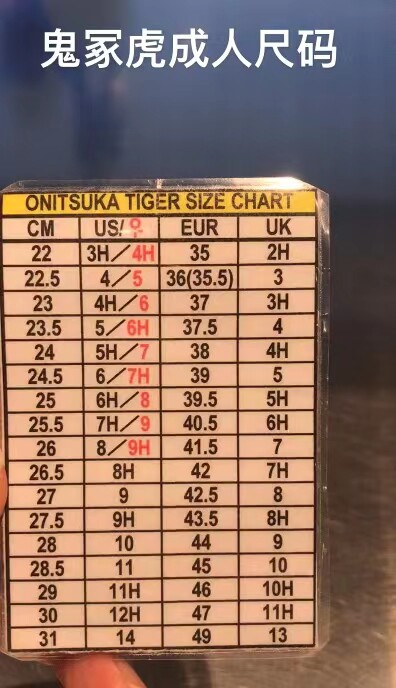 鬼冢虎成人尺码
ONITSUKA TIGER SIZE CHART
CM US/♀ EUR UK
22 3H/4H 35 2H
22.5 4/5 36(35.5) 3
23 4H/6 37 3H
23.5 5/6H 37.5 4
24 5H/7 38 4H
24.5 6/7H 39 5
25 6H/8 39.5 5H
25.5 7H/9 40.5 6H
26 8/9H 41.5 7
26.5 8H 42 7H
27 9 42.5 8
27.5 9H 43.5 8H
28 10 44 9
28.5 11 45 10
29 11H 46 10H
30 12H 47 11H
31 14 49 13